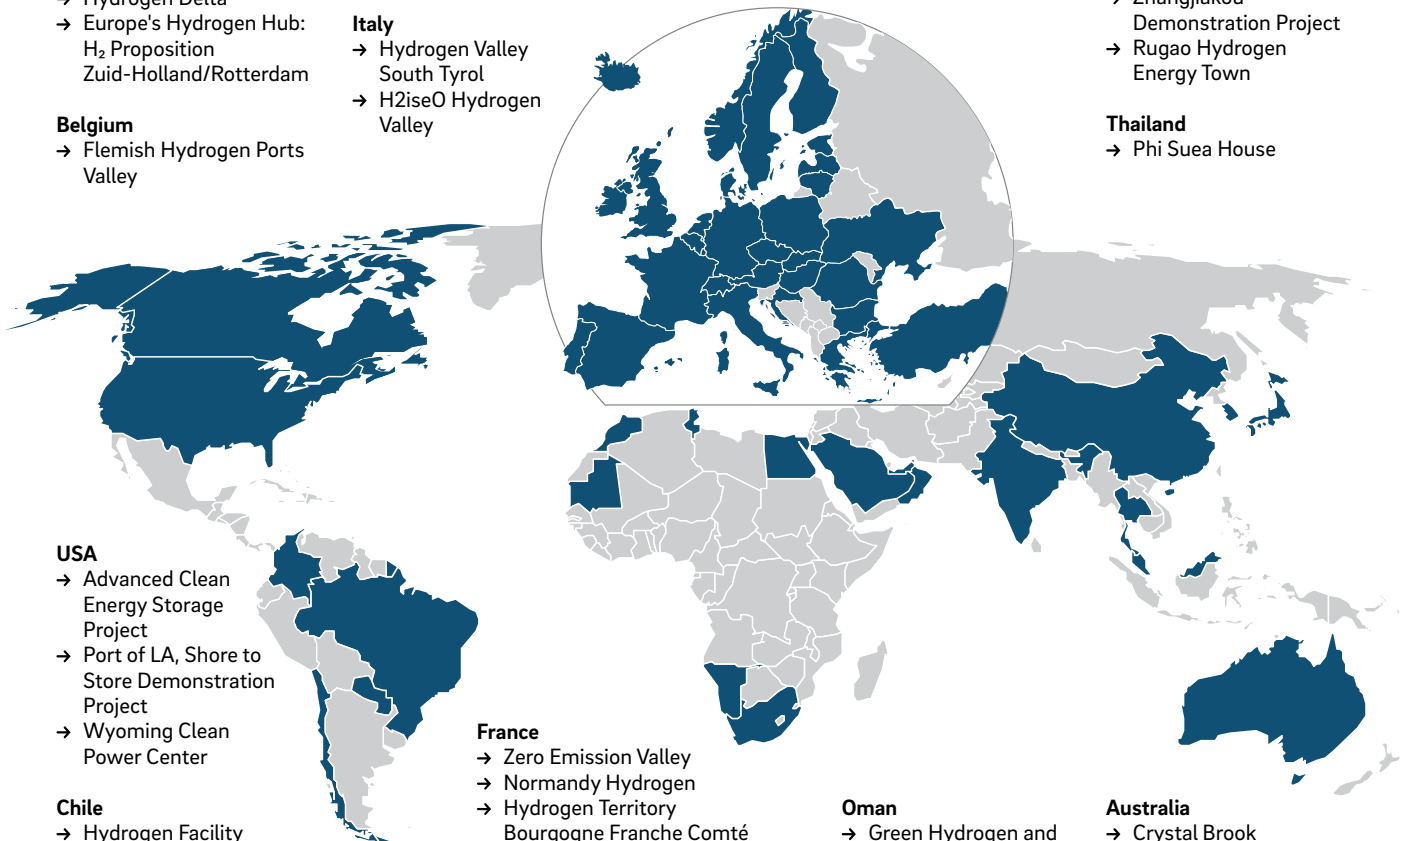 → Hydrogen Delta
→ Europe's Hydrogen Hub:
H₂ Proposition
Zuid-Holland/Rotterdam
Belgium
→ Flemish Hydrogen Ports
Valley
Italy
→ Hydrogen Valley
South Tyrol
→ H2iseO Hydrogen
Valley
→ Zhangjiakou
Demonstration Project
→ Rugao Hydrogen
Energy Town
Thailand
→ Phi Suea House
USA
→ Advanced Clean
Energy Storage
Project
→ Port of LA, Shore to
Store Demonstration
Project
→ Wyoming Clean
Power Center
Chile
→ Hydrogen Facility
France
→ Zero Emission Valley
→ Normandy Hydrogen
→ Hydrogen Territory
Bourgogne Franche Comté
Oman
→ Green Hydrogen and
Australia
→ Crystal Brook